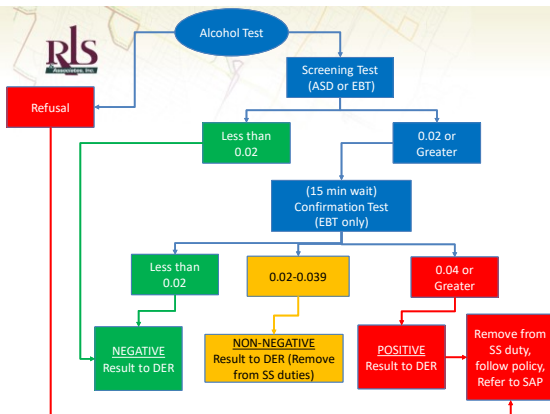 Alcohol Test
RLS
& Associates, Inc.
Screening Test
(ASD or EBT)
Refusal
Less than
0.02
0.02 or
Greater
(15 min wait)
Confirmation Test
(EBT only)
Less than
0.02
0.02-0.039
0.04 or
Greater
NEGATIVE
Result to DER
NON-NEGATIVE
Result to DER (Remove
from SS duties)
POSITIVE
Result to DER
Remove from
SS duty,
follow policy,
Refer to SAP